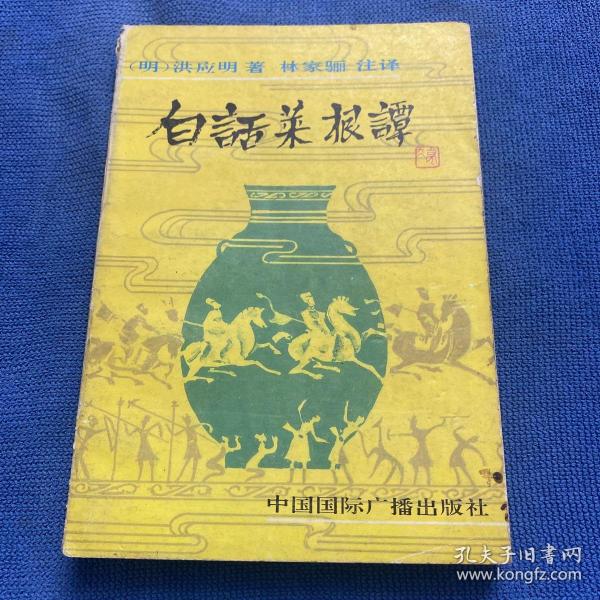 （明）洪应明 著 林家骊 注译
白話菜根譚
中国国际广播出版社
孔夫子旧书网
www.kongfz.com